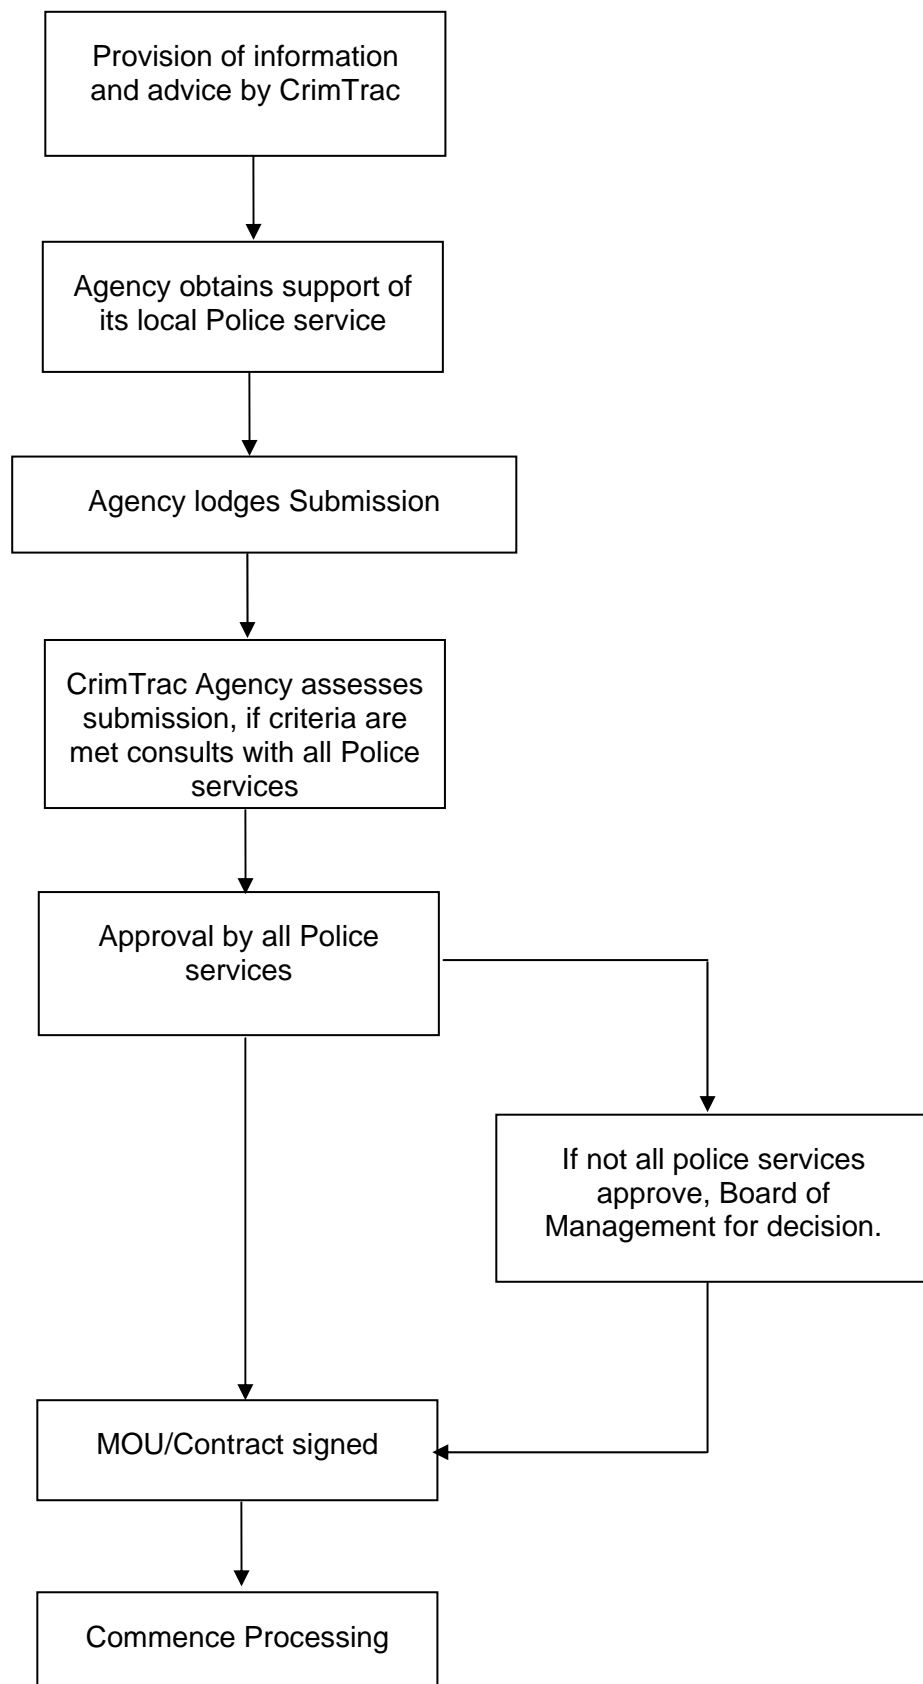 Provision of information
and advice by CrimTrac
Agency obtains support of
its local Police service
Agency lodges Submission
CrimTrac Agency assesses
submission, if criteria are
met consults with all Police
services
Approval by all Police
services
If not all police services
approve, Board of
Management for decision.
MOU/Contract signed
Commence Processing